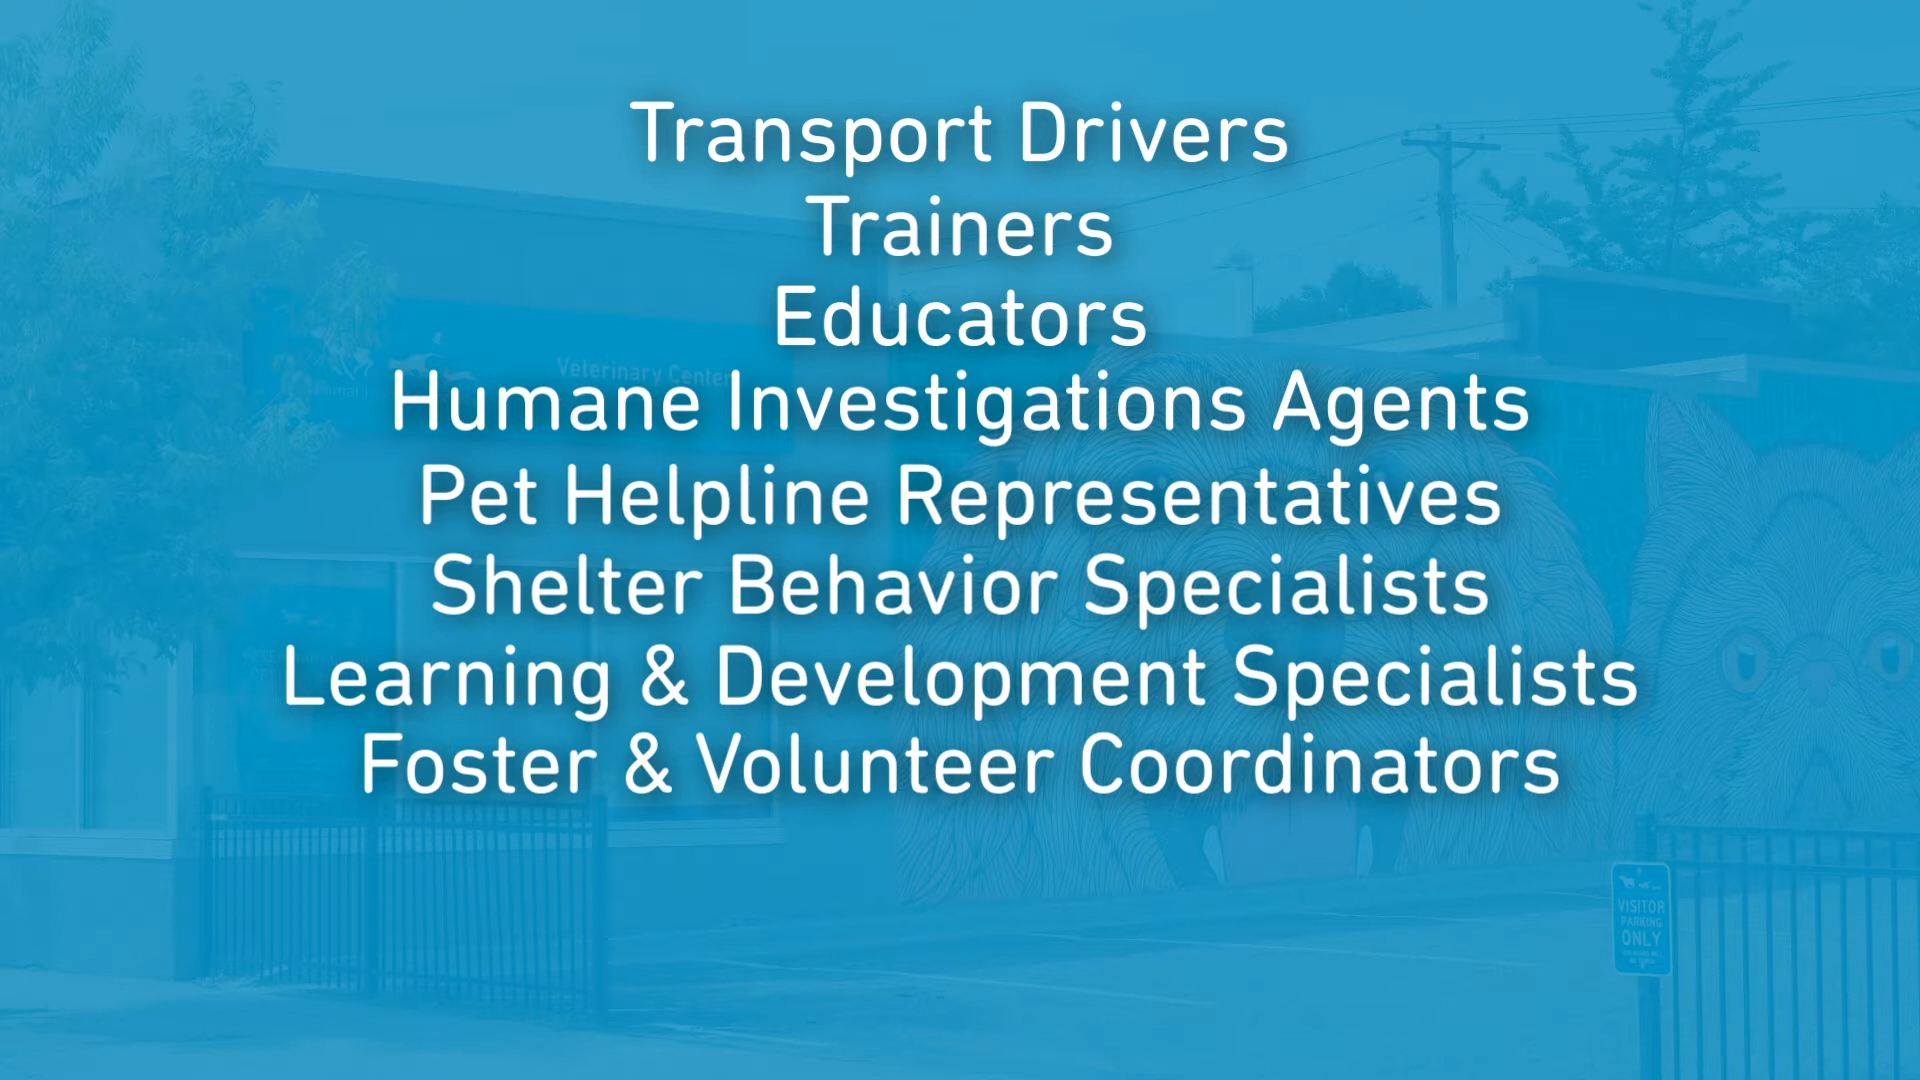 Transport Drivers
Trainers
Educators
Veterinary Center
Humane Investigations Agents
Pet Helpline Representatives
Shelter Behavior Specialists
Learning & Development Specialists
Foster & Volunteer Coordinators
VISITOR
PARKING
ONLY